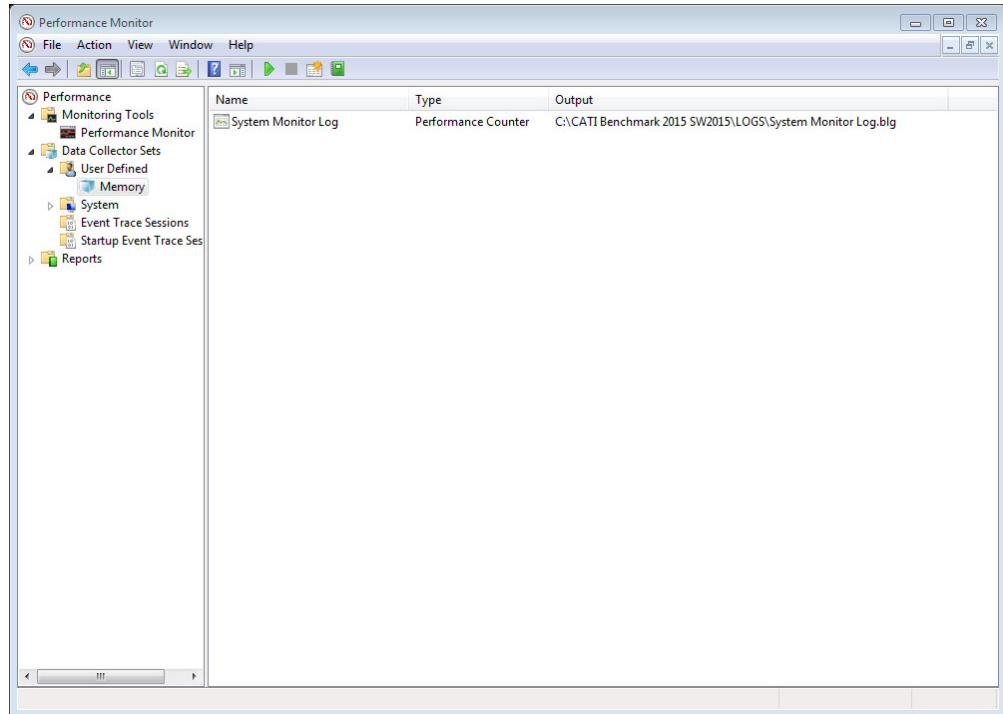 Performance Monitor
File Action View Window Help
Performance
Monitoring Tools
Performance Monitor
Data Collector Sets
User Defined
Memory
System
Event Trace Sessions
Startup Event Trace Ses
Reports
Name Type Output
System Monitor Log Performance Counter C:\CATI Benchmark 2015 SW2015\LOGS\System Monitor Log.blg